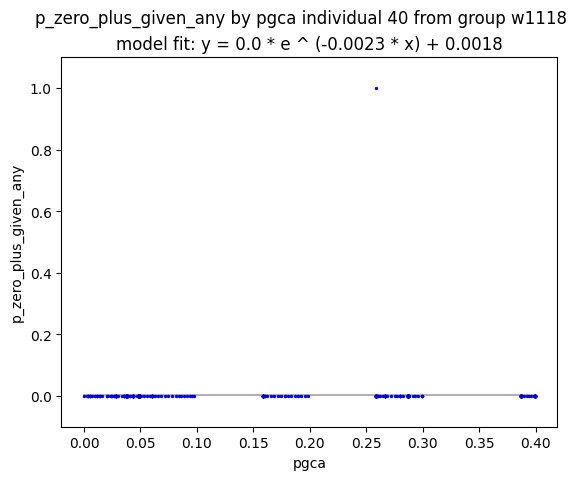 p_zero_plus_given_any by pgca individual 40 from group w1118
model fit: y = 0.0 * e ^ (-0.0023 * x) + 0.0018
p_zero_plus_given_any
1.0
0.8
0.6
0.4
0.2
0.0
0.00 0.05 0.10 0.15 0.20 0.25 0.30 0.35 0.40
pgca